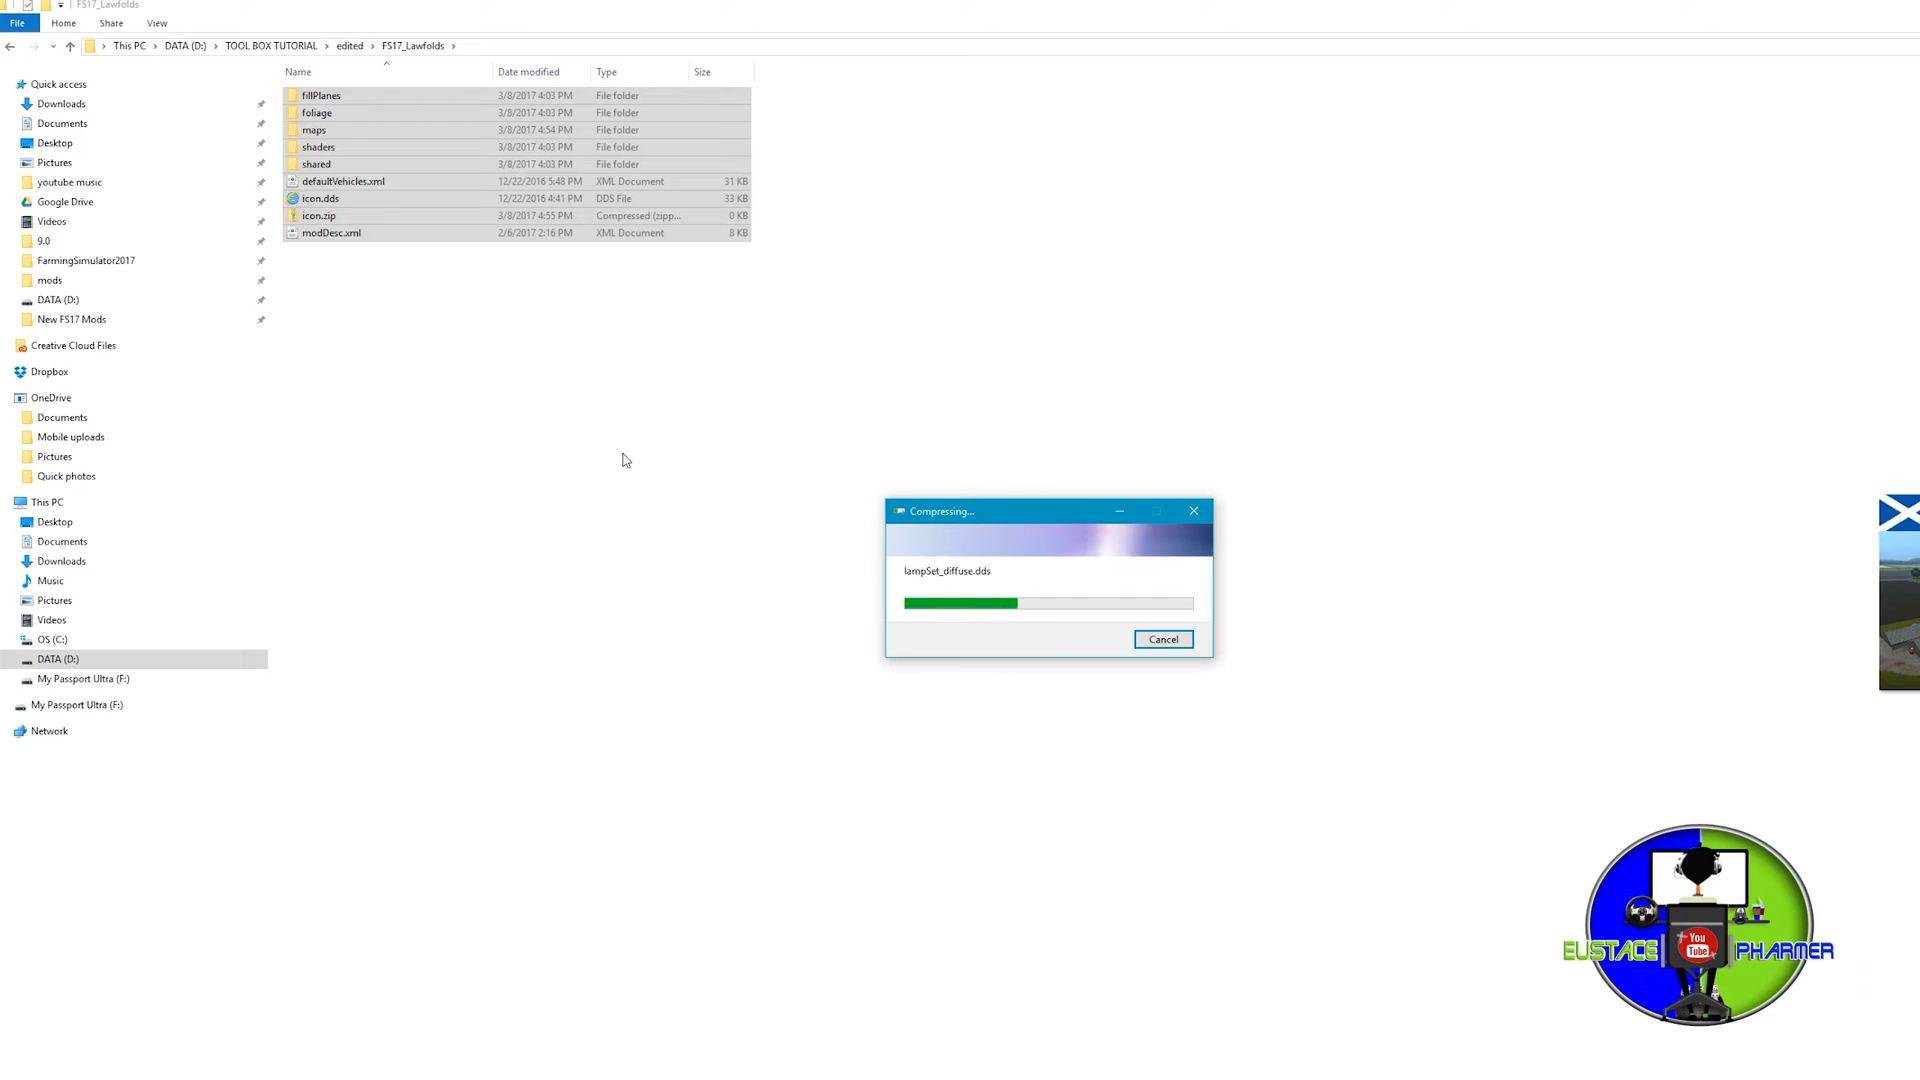 FS17_Lawfolds
File Home Share View
This PC DATA (D:) TOOL BOX TUTORIAL edited FS17_Lawfolds
Name Date modified Type Size
fillPlanes 3/8/2017 4:03 PM File folder
foliage 3/8/2017 4:03 PM File folder
maps 3/8/2017 4:54 PM File folder
shaders 3/8/2017 4:03 PM File folder
shared 3/8/2017 4:03 PM File folder
defaultVehicles.xml 12/22/2016 5:48 PM XML Document 31 KB
icon.dds 12/22/2016 4:41 PM DDS File 33 KB
icon.zip 3/8/2017 4:55 PM Compressed (zipp... 0 KB
modDesc.xml 2/6/2017 2:16 PM XML Document 8 KB
Quick access
Downloads
Documents
Desktop
Pictures
youtube music
Google Drive
Videos
9.0
FarmingSimulator2017
mods
DATA (D:)
New FS17 Mods
Creative Cloud Files
Dropbox
OneDrive
Documents
Mobile uploads
Pictures
Quick photos
This PC
Desktop
Documents
Downloads
Music
Pictures
Videos
OS (C:)
DATA (D:)
My Passport Ultra (F:)
My Passport Ultra (F:)
Network
Compressing...
lampSet_diffuse.dds
Cancel
EUSTACE You Tube PHARMER